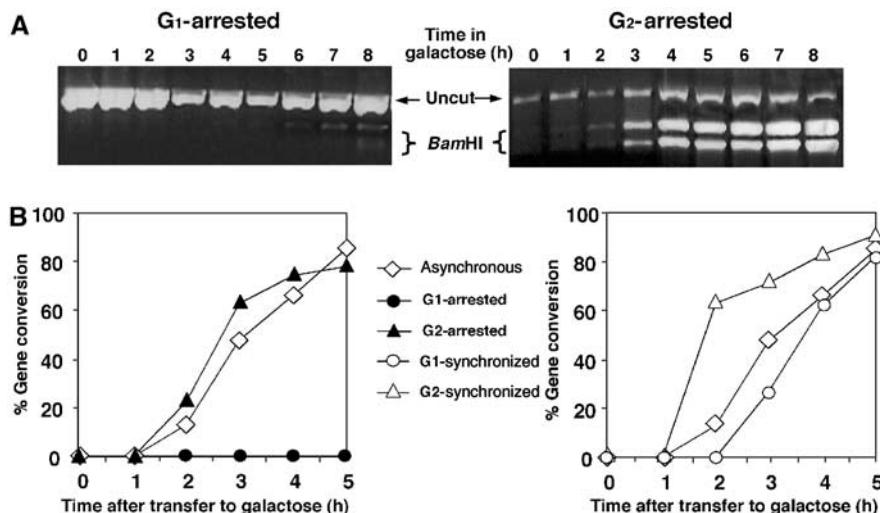 A
G1-arrested
0 1 2 3 4 5 6 7 8
Time in
galactose (h)
G2-arrested
0 1 2 3 4 5 6 7 8
Uncut
BamHI
B
% Gene conversion
100
80
60
40
20
0
0 1 2 3 4 5
Time after transfer to galactose (h)
Asynchronous
G1-arrested
G2-arrested
G1-synchronized
G2-synchronized
% Gene conversion
100
80
60
40
20
0
0 1 2 3 4 5
Time after transfer to galactose (h)